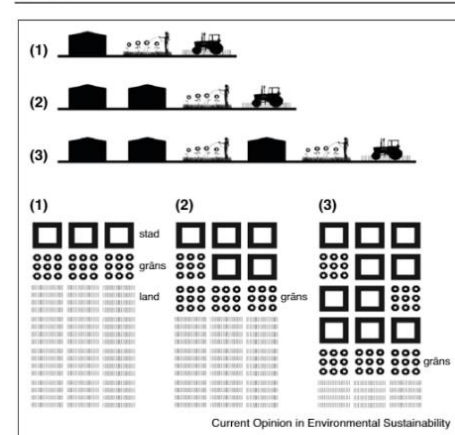 (1)
(2)
(3)
(1) (2) (3)
stad
gräns
land
gräns
gräns
Current Opinion in Environmental Sustainability